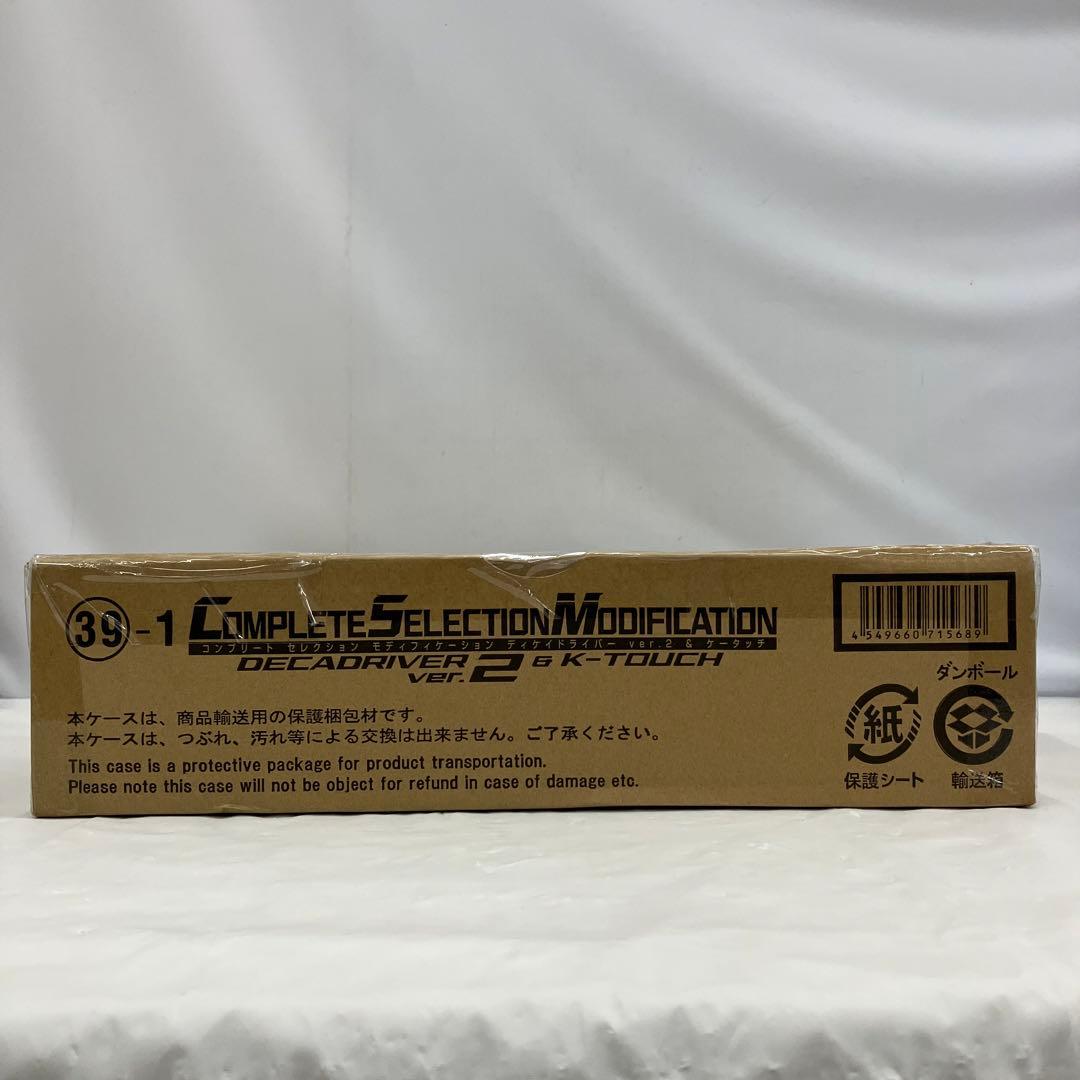 39-1 COMPLETE SELECTION MODIFICATION
コンプリート セレクション モディフィケーション ディケイドライバー ver.2 & ケータッチ
DECADRIVER ver.2 & K-TOUCH
本ケースは、商品輸送用の保護梱包材です。
本ケースは、つぶれ、汚れ等による交換は出来ません。ご了承ください。
This case is a protective package for product transportation.
Please note this case will not be object for refund in case of damage etc.
4 549660 715689
ダンボール
紙
保護シート
輸送箱